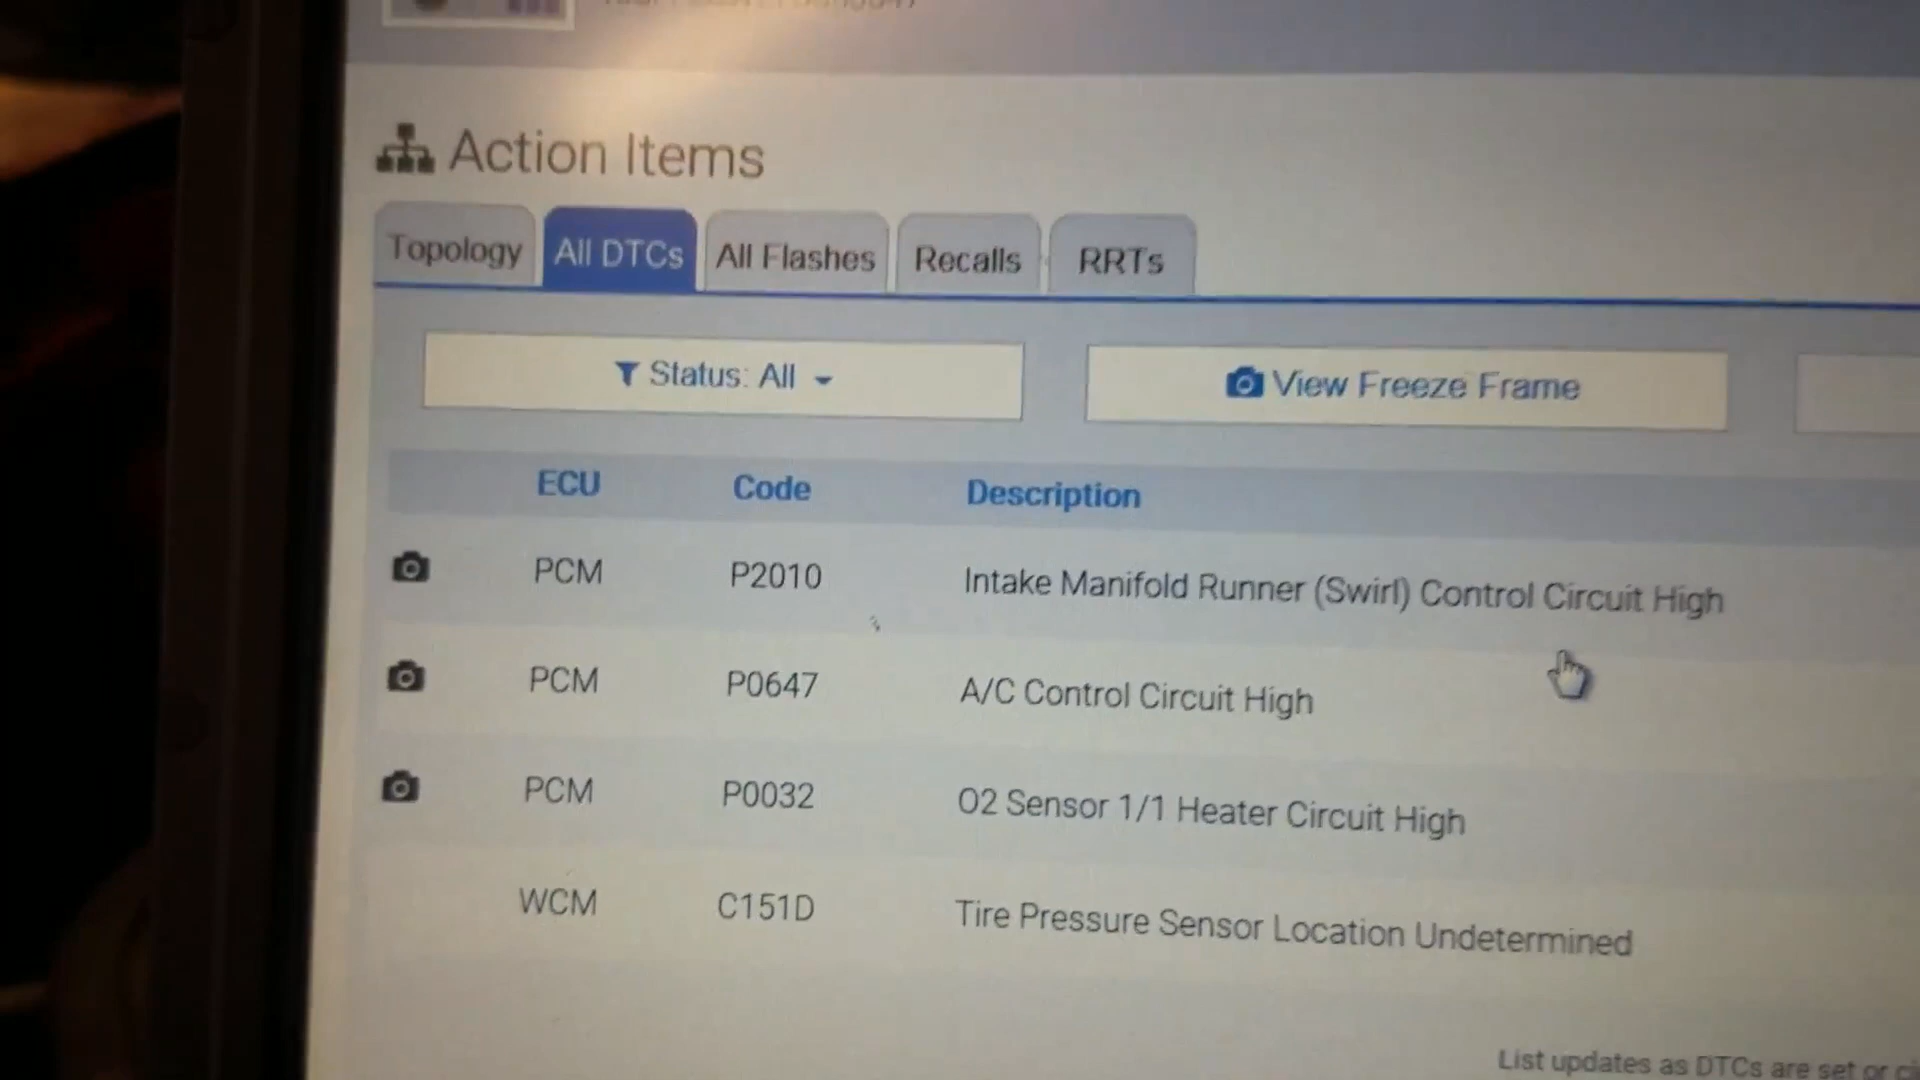 Action Items
Topology All DTCs All Flashes Recalls RRTs
Status: All View Freeze Frame
ECU Code Description
PCM P2010 Intake Manifold Runner (Swirl) Control Circuit High
PCM P0647 A/C Control Circuit High
PCM P0032 O2 Sensor 1/1 Heater Circuit High
WCM C151D Tire Pressure Sensor Location Undetermined
List updates as DTCs are set or